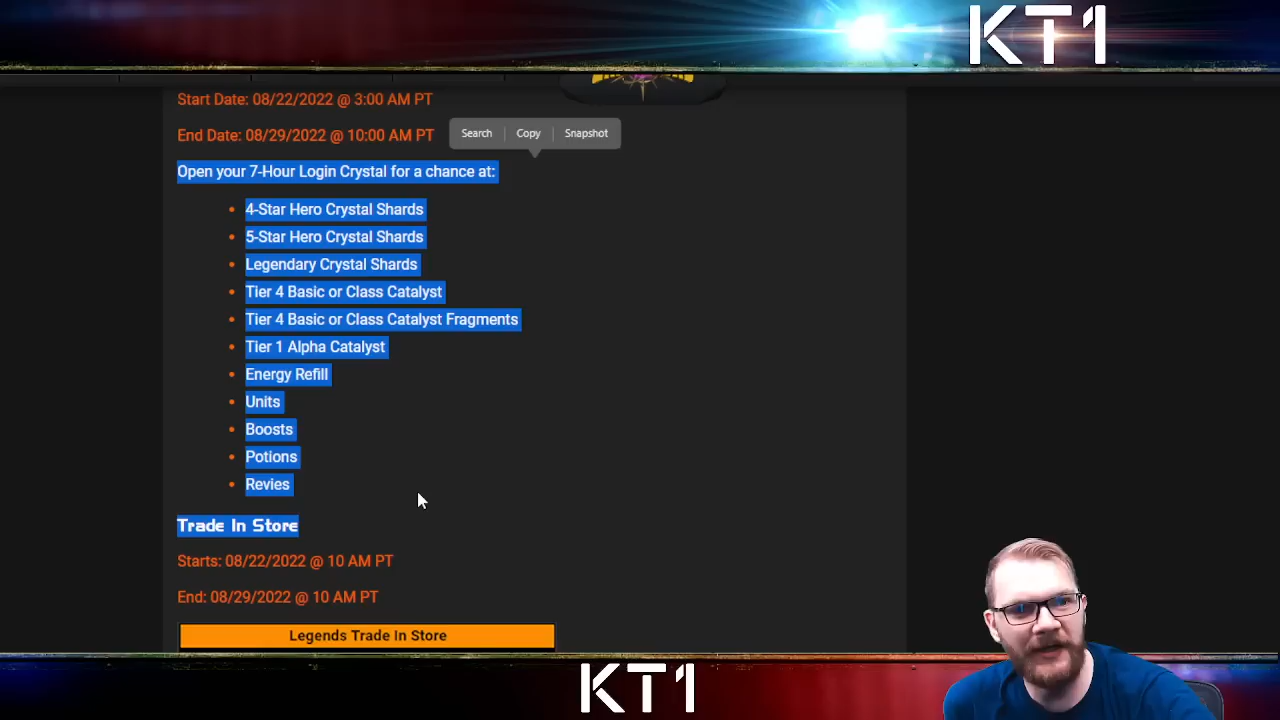 KT1
Start Date: 08/22/2022 @ 3:00 AM PT
End Date: 08/29/2022 @ 10:00 AM PT
Search Copy Snapshot
Open your 7-Hour Login Crystal for a chance at:
4-Star Hero Crystal Shards
5-Star Hero Crystal Shards
Legendary Crystal Shards
Tier 4 Basic or Class Catalyst
Tier 4 Basic or Class Catalyst Fragments
Tier 1 Alpha Catalyst
Energy Refill
Units
Boosts
Potions
Revies
Trade In Store
Starts: 08/22/2022 @ 10 AM PT
End: 08/29/2022 @ 10 AM PT
Legends Trade In Store
KT1